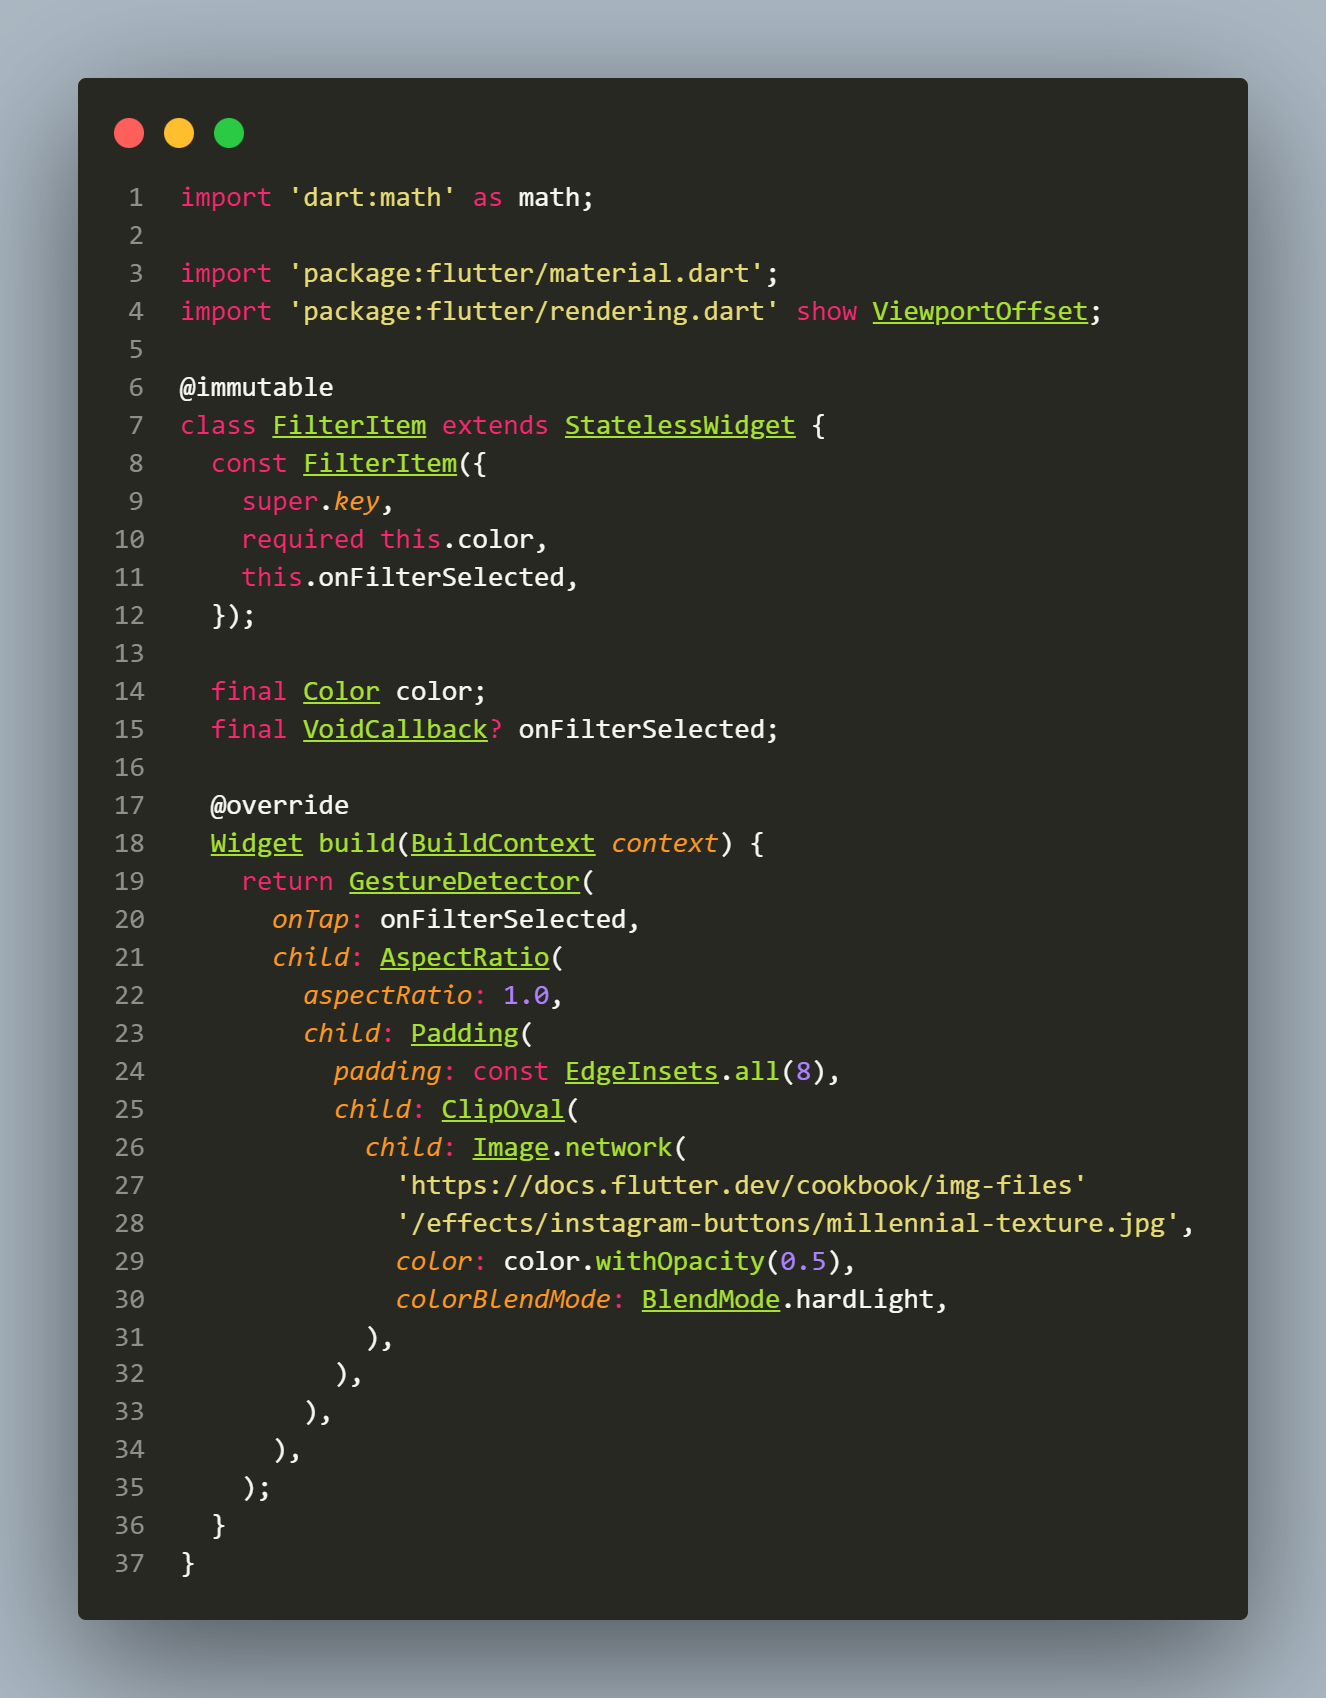 1 import 'dart:math' as math;
2
3 import 'package:flutter/material.dart';
4 import 'package:flutter/rendering.dart' show ViewportOffset;
5
6 @immutable
7 class FilterItem extends StatelessWidget {
8   const FilterItem({
9     super.key,
10     required this.color,
11     this.onFilterSelected,
12   });
13
14   final Color color;
15   final VoidCallback? onFilterSelected;
16
17   @override
18   Widget build(BuildContext context) {
19     return GestureDetector(
20       onTap: onFilterSelected,
21       child: AspectRatio(
22         aspectRatio: 1.0,
23         child: Padding(
24           padding: const EdgeInsets.all(8),
25           child: ClipOval(
26             child: Image.network(
27               'https://docs.flutter.dev/cookbook/img-files'
28               '/effects/instagram-buttons/millennial-texture.jpg',
29               color: color.withOpacity(0.5),
30               colorBlendMode: BlendMode.hardLight,
31             ),
32           ),
33         ),
34       ),
35     );
36   }
37 }